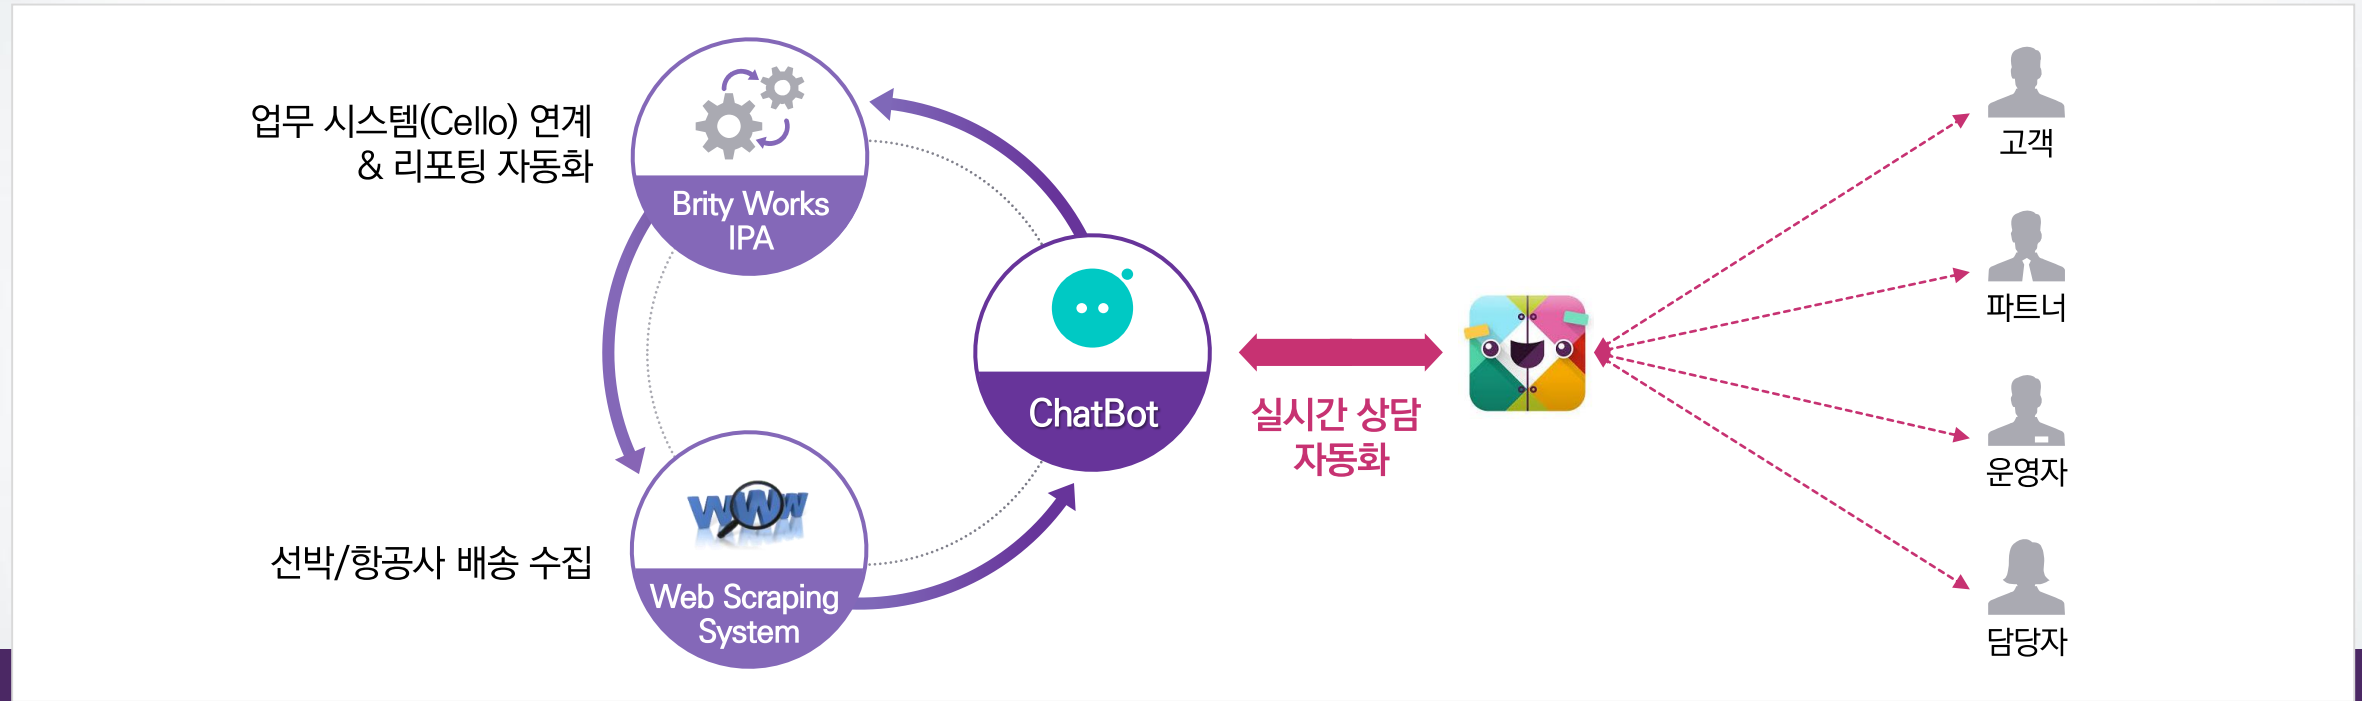 업무 시스템(Cello) 연계
& 리포팅 자동화
Brity Works
IPA
ChatBot
선박/항공사 배송 수집
WWW
Web Scraping
System
실시간 상담
자동화
고객
파트너
운영자
담당자